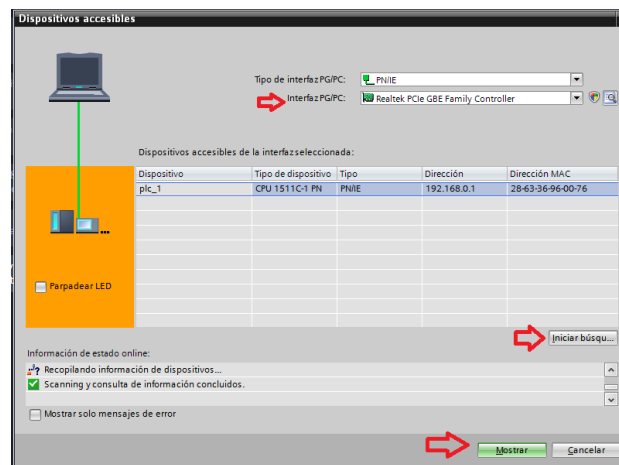 Dispositivos accesibles
Tipo de interfaz PG/PC: PN/IE
Interfaz PG/PC: Realtek PCIe GBE Family Controller
Dispositivos accesibles de la interfaz seleccionada:
Dispositivo Tipo de dispositivo Tipo Dirección Dirección MAC
plc_1 CPU 1511C-1 PN PN/IE 192.168.0.1 28-63-36-96-00-76
Parpadear LED
Iniciar búsqu...
Información de estado online:
Recopilando información de dispositivos...
Scanning y consulta de información concluidos.
Mostrar solo mensajes de error
Mostrar Cancelar